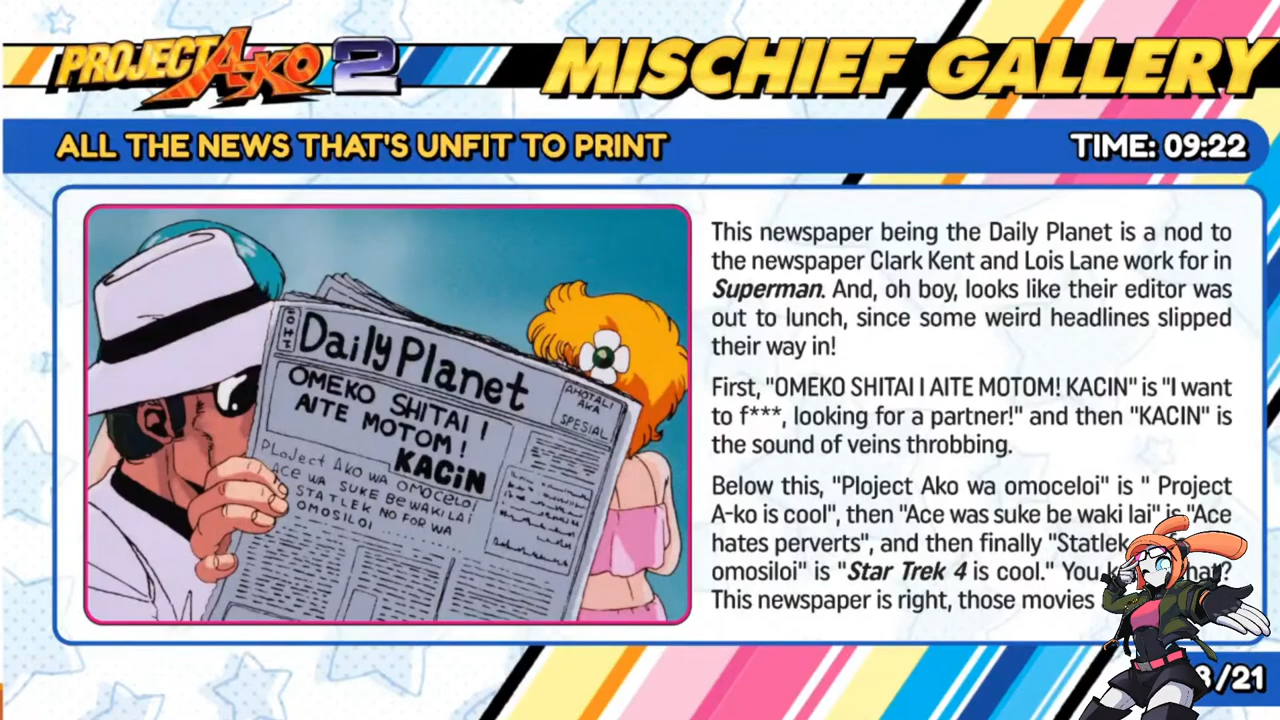 PROJECT A-KO 2
MISCHIEF GALLERY
ALL THE NEWS THAT'S UNFIT TO PRINT
TIME: 09:22
Daily Planet
OMEKO SHITAI !
AITE MOTOM!
KACiN
AMOTALI
AKA
SPESIAL
PLoJect Ako wA OMOCELOI
ACE WA SUKE Be WAKI LAI
STATLEK NO FOR WA
OMOSILOI
This newspaper being the Daily Planet is a nod to
the newspaper Clark Kent and Lois Lane work for in
Superman. And, oh boy, looks like their editor was
out to lunch, since some weird headlines slipped
their way in!
First, "OMEKO SHITAI I AITE MOTOM! KACIN" is "I want
to f***, looking for a partner!" and then "KACIN" is
the sound of veins throbbing.
Below this, "Ploject Ako wa omoceloi" is " Project
A-ko is cool", then "Ace was suke be waki lai" is "Ace
hates perverts", and then finally "Statlek
omosiloi" is "Star Trek 4 is cool." You
This newspaper is right, those movies
/21